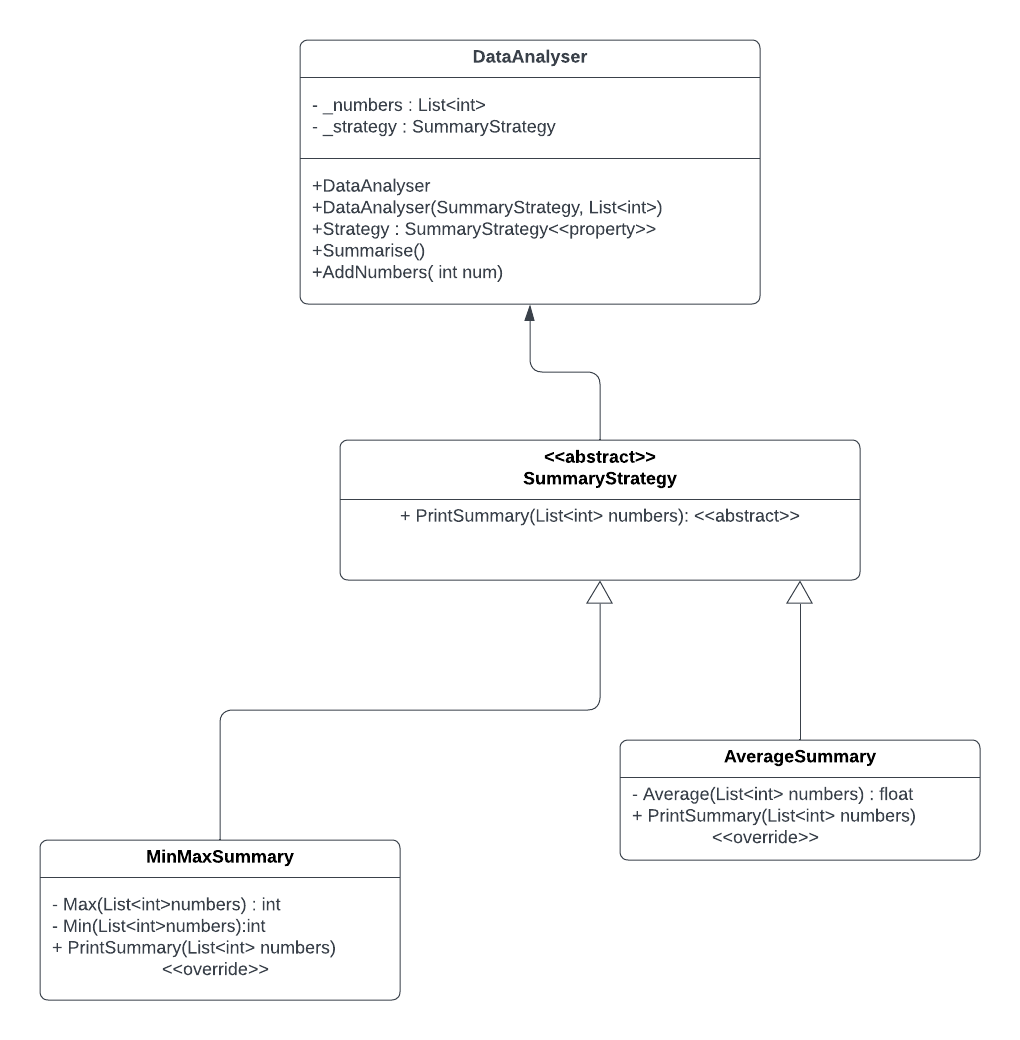 DataAnalyser
- _numbers : List<int>
- _strategy : SummaryStrategy
+DataAnalyser
+DataAnalyser(SummaryStrategy, List<int>)
+Strategy : SummaryStrategy<<property>>
+Summarise()
+AddNumbers( int num)
<<abstract>>
SummaryStrategy
+ PrintSummary(List<int> numbers): <<abstract>>
AverageSummary
- Average(List<int> numbers) : float
+ PrintSummary(List<int> numbers)
<<override>>
MinMaxSummary
- Max(List<int>numbers) : int
- Min(List<int>numbers):int
+ PrintSummary(List<int> numbers)
<<override>>